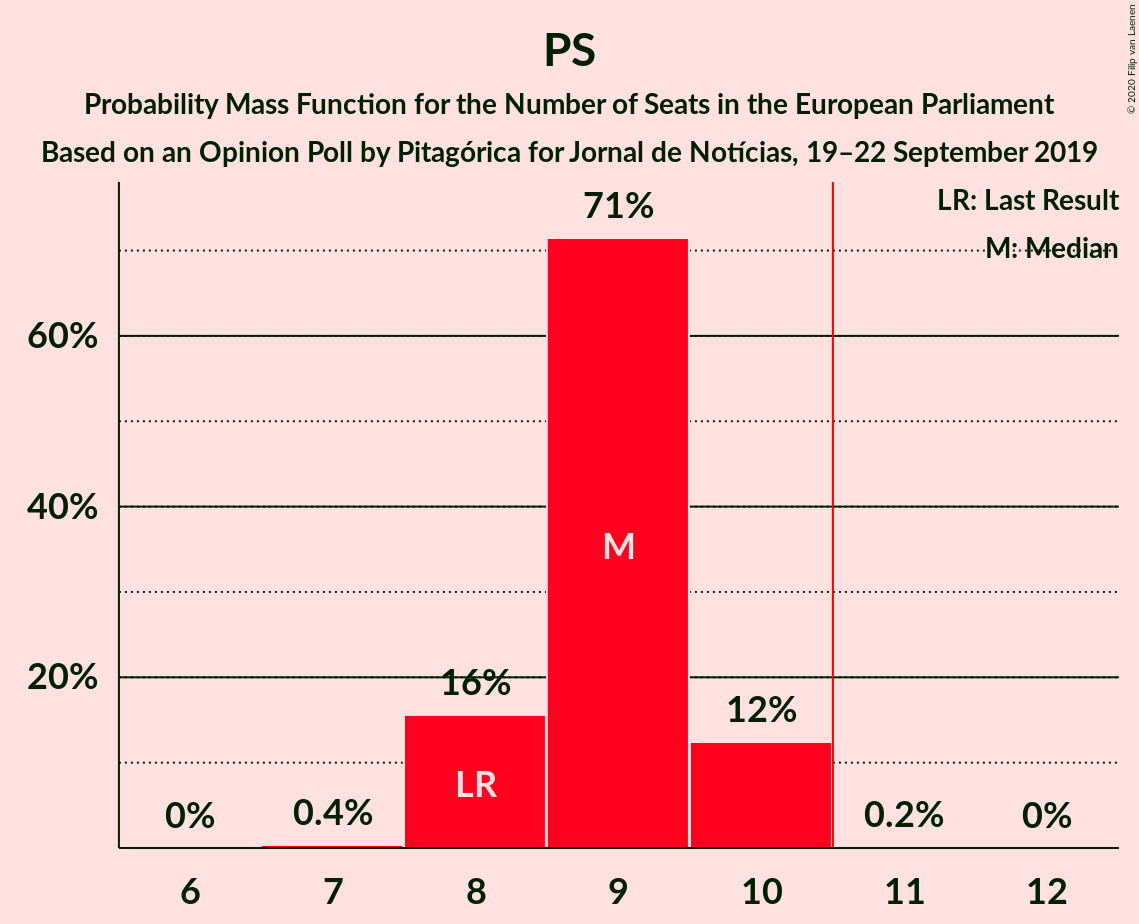 PS
Probability Mass Function for the Number of Seats in the European Parliament
Based on an Opinion Poll by Pitagórica for Jornal de Notícias, 19–22 September 2019
© 2020 Filip van Laenen
LR: Last Result
M: Median
71%
60%
40%
M
20%
16%
12%
LR
0%
0.4%
0.2%
0%
6 7 8 9 10 11 12